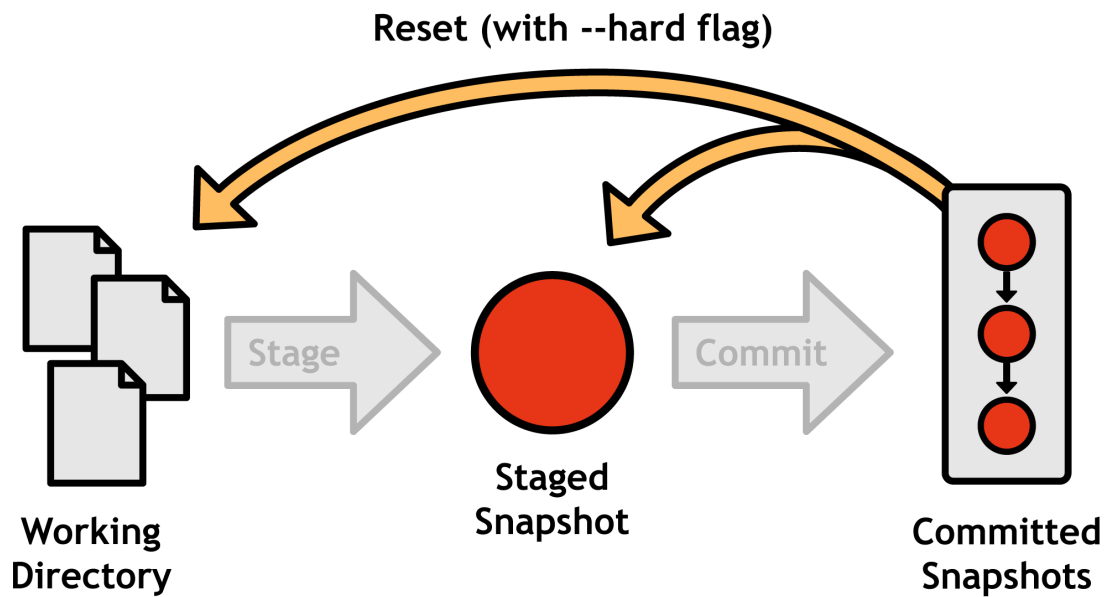 Reset (with --hard flag)
Stage
Commit
Staged
Snapshot
Working
Directory
Committed
Snapshots